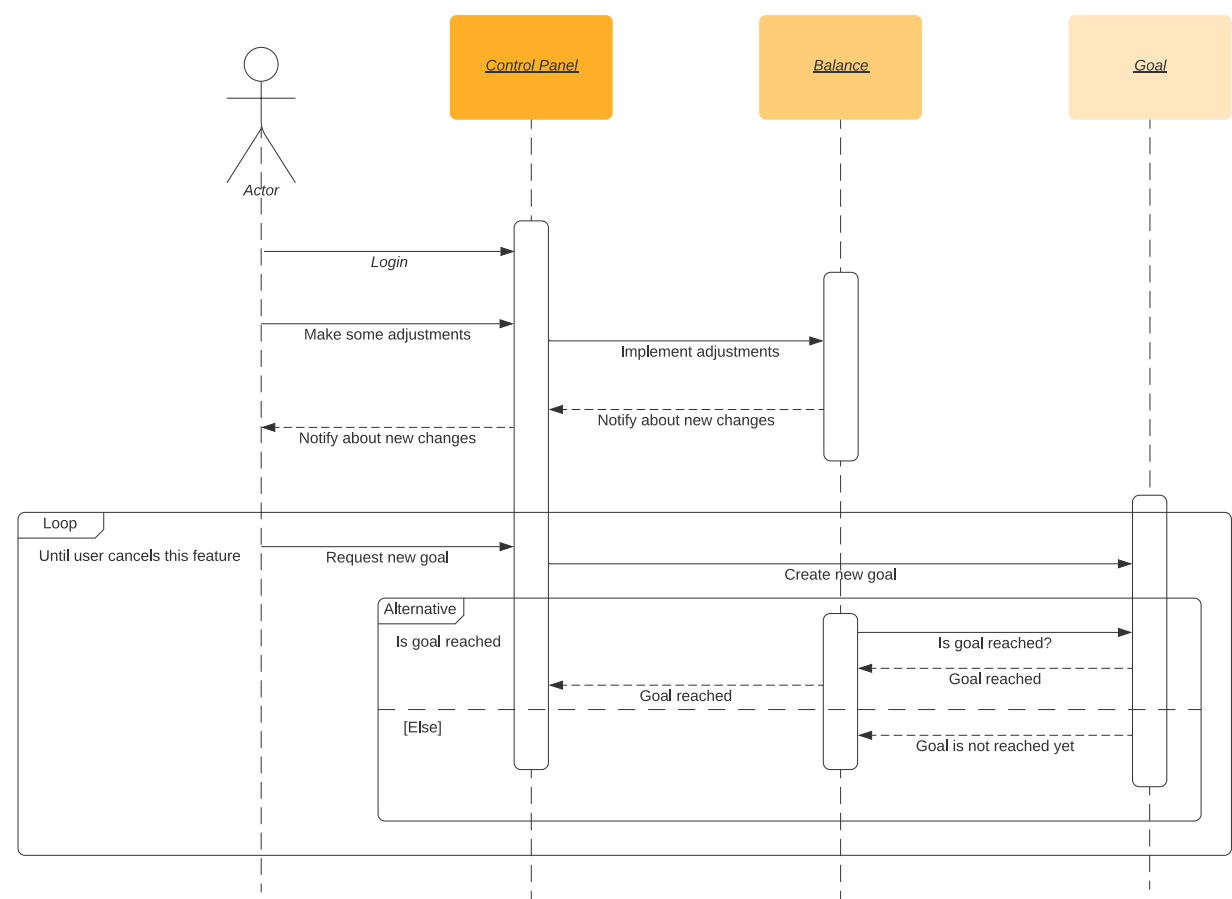 Control Panel
Balance
Goal
Actor
Login
Make some adjustments
Implement adjustments
Notify about new changes
Notify about new changes
Loop
Until user cancels this feature
Request new goal
Create new goal
Alternative
Is goal reached
Is goal reached?
Goal reached
Goal reached
[Else]
Goal is not reached yet